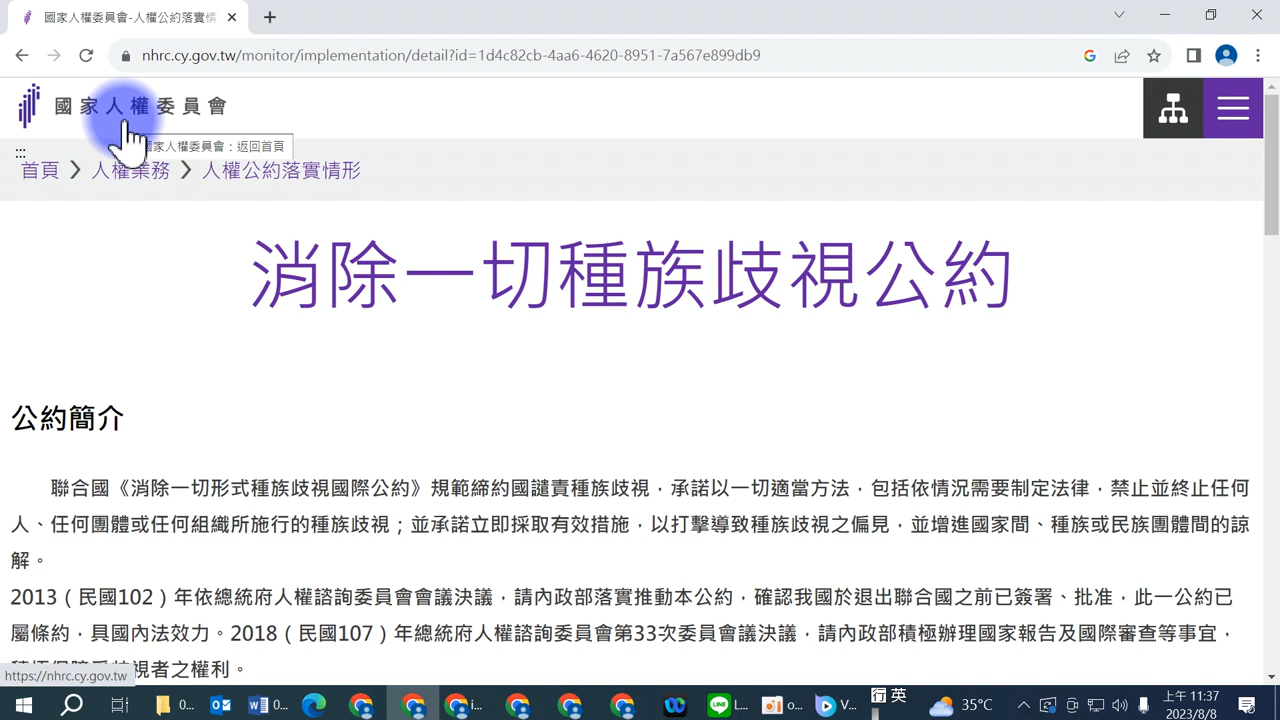 國家人權委員會-人權公約落實情
nhrc.cy.gov.tw/monitor/implementation/detail?id=1d4c82cb-4aa6-4620-8951-7a567e899db9
國家人權委員會
國家人權委員會：返回首頁
:::
首頁 > 人權業務 > 人權公約落實情形
消除一切種族歧視公約
公約簡介
聯合國《消除一切形式種族歧視國際公約》規範締約國譴責種族歧視，承諾以一切適當方法，包括依情況需要制定法律，禁止並終止任何
人、任何團體或任何組織所施行的種族歧視；並承諾立即採取有效措施，以打擊導致種族歧視之偏見，並增進國家間、種族或民族團體間的諒
解。
2013（民國102）年依總統府人權諮詢委員會會議決議，請內政部落實推動本公約，確認我國於退出聯合國之前已簽署、批准，此一公約已
屬條約，具國內法效力。2018（民國107）年總統府人權諮詢委員會第33次委員會議決議，請內政部積極辦理國家報告及國際審查等事宜，
視者之權利。
https://nhrc.cy.gov.tw
0...
0...
i...
L...
o...
V...
行 英
35°C
上午 11:37
2023/8/8